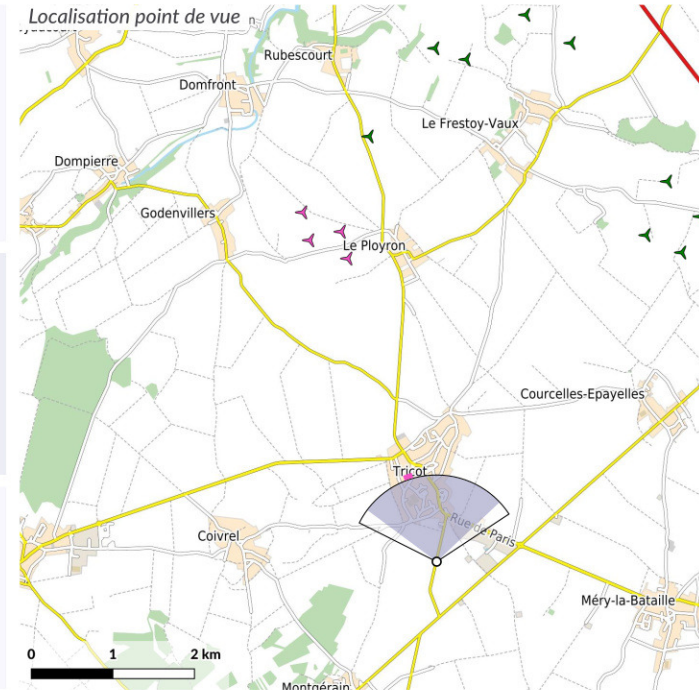 Localisation point de vue
Rubescourt
Domfront
Le Frestoy-Vaux
Dompierre
Godenvillers
Le Ployron
Courcelles-Epayelles
Tricot
Rue de Paris
Coivrel
Méry-la-Bataille
0 1 2 km
Montgérain